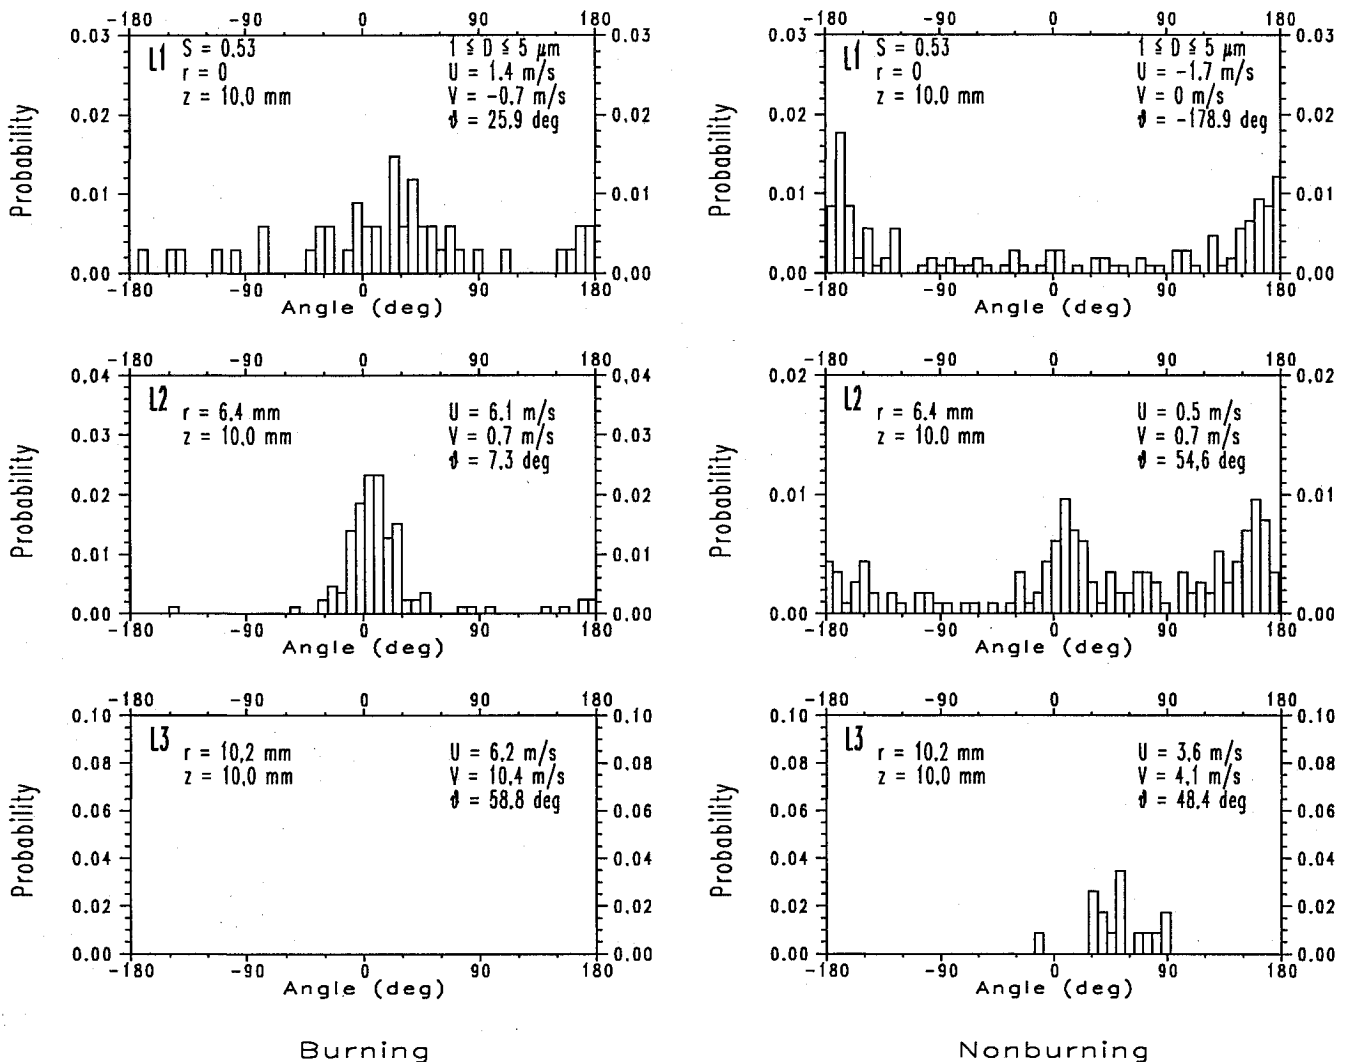 -180 -90 0 90 180
0.03 0.03
L1 S = 0.53 1 ≦ D ≦ 5 μm
r = 0 U = 1.4 m/s
z = 10.0 mm V = -0.7 m/s
ϑ = 25.9 deg
0.02 0.02
Probability
0.01 0.01
0.00 0.00
-180 -90 0 90 180
Angle (deg)
-180 -90 0 90 180
0.03 0.03
L1 S = 0.53 1 ≦ D ≦ 5 μm
r = 0 U = -1.7 m/s
z = 10.0 mm V = 0 m/s
ϑ = -178.9 deg
0.02 0.02
Probability
0.01 0.01
0.00 0.00
-180 -90 0 90 180
Angle (deg)
-180 -90 0 90 180
0.04 0.04
L2 r = 6.4 mm U = 6.1 m/s
z = 10.0 mm V = 0.7 m/s
ϑ = 7.3 deg
0.03 0.03
0.02 0.02
Probability
0.01 0.01
0.00 0.00
-180 -90 0 90 180
Angle (deg)
-180 -90 0 90 180
0.02 0.02
L2 r = 6.4 mm U = 0.5 m/s
z = 10.0 mm V = 0.7 m/s
ϑ = 54.6 deg
Probability
0.01 0.01
0.00 0.00
-180 -90 0 90 180
Angle (deg)
-180 -90 0 90 180
0.10 0.10
L3 r = 10.2 mm U = 6.2 m/s
z = 10.0 mm V = 10.4 m/s
ϑ = 58.8 deg
0.08 0.08
0.06 0.06
Probability
0.04 0.04
0.02 0.02
0.00 0.00
-180 -90 0 90 180
Angle (deg)
-180 -90 0 90 180
0.10 0.10
L3 r = 10.2 mm U = 3.6 m/s
z = 10.0 mm V = 4.1 m/s
ϑ = 48.4 deg
0.08 0.08
0.06 0.06
Probability
0.04 0.04
0.02 0.02
0.00 0.00
-180 -90 0 90 180
Angle (deg)
Burning
Nonburning